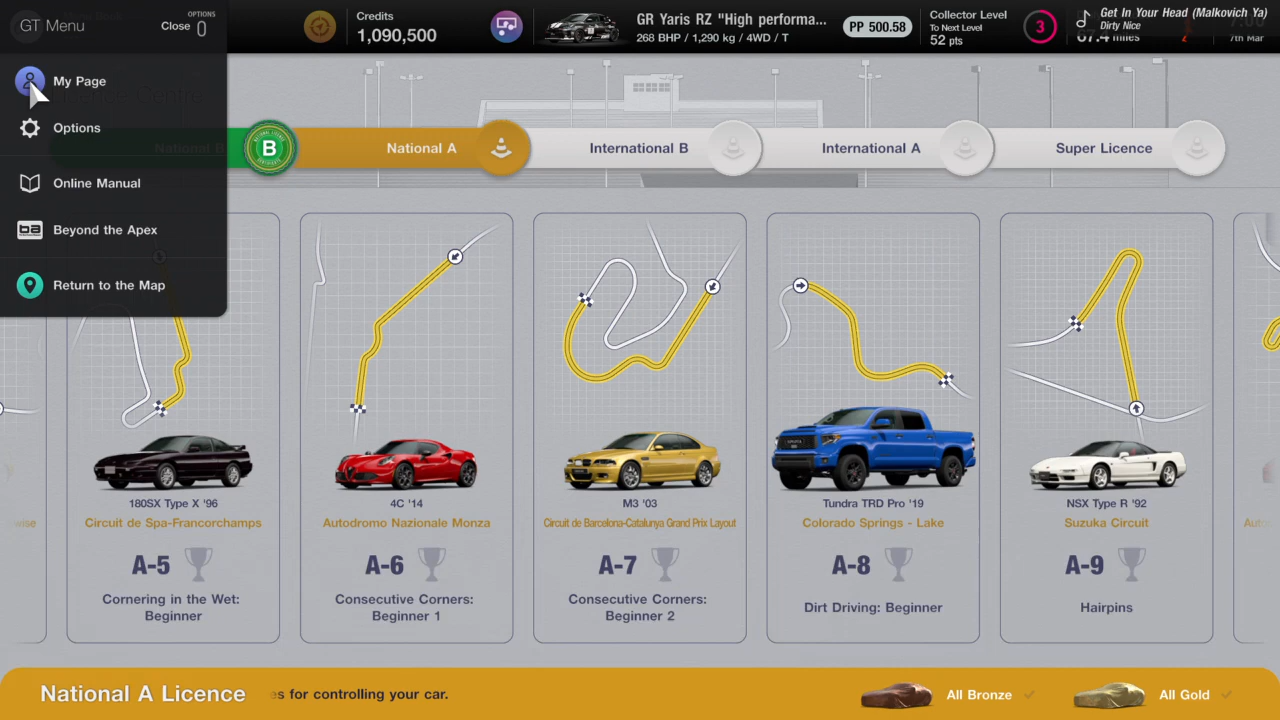 GT Menu
OPTIONS
Close
Credits
1,090,500
GR Yaris RZ "High performa...
268 BHP / 1,290 kg / 4WD / T
PP 500.58
Collector Level
To Next Level
52 pts
3
Get In Your Head (Malkovich Ya)
Dirty Nice
67.4 miles
7th Mar
My Page
Options
Online Manual
ba
Beyond the Apex
Return to the Map
National B
B
National A
International B
International A
Super Licence
180SX Type X '96
Circuit de Spa-Francorchamps
A-5
Cornering in the Wet:
Beginner
4C '14
Autodromo Nazionale Monza
A-6
Consecutive Corners:
Beginner 1
M3 '03
Circuit de Barcelona-Catalunya Grand Prix Layout
A-7
Consecutive Corners:
Beginner 2
Tundra TRD Pro '19
Colorado Springs - Lake
A-8
Dirt Driving: Beginner
NSX Type R '92
Suzuka Circuit
A-9
Hairpins
National A Licence
es for controlling your car.
All Bronze
All Gold